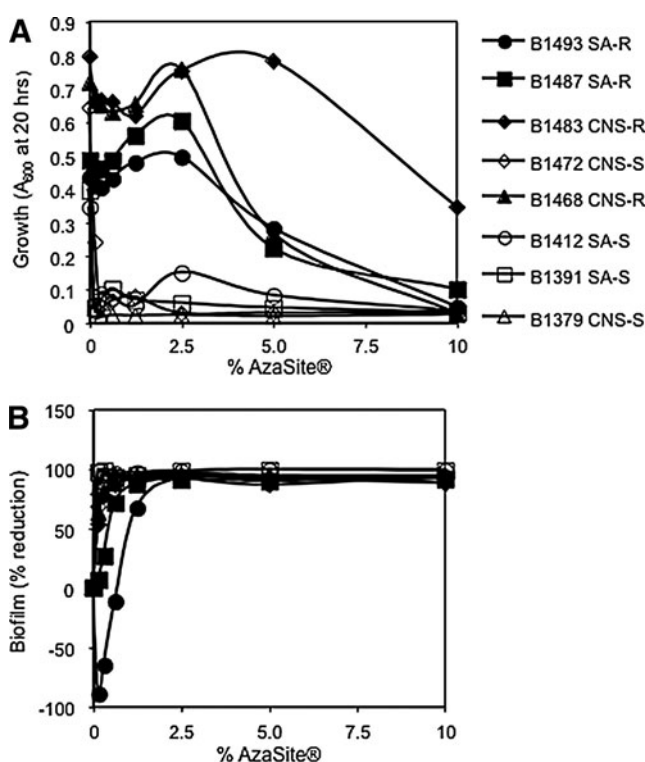 A
0.9
0.8
0.7
0.6
0.5
0.4
0.3
0.2
0.1
0
Growth (A600 at 20 hrs)
0 2.5 5.0 7.5 10
% AzaSite®
B1493 SA-R
B1487 SA-R
B1483 CNS-R
B1472 CNS-S
B1468 CNS-R
B1412 SA-S
B1391 SA-S
B1379 CNS-S
B
150
100
50
0
-50
-100
Biofilm (% reduction)
0 2.5 5.0 7.5 10
% AzaSite®